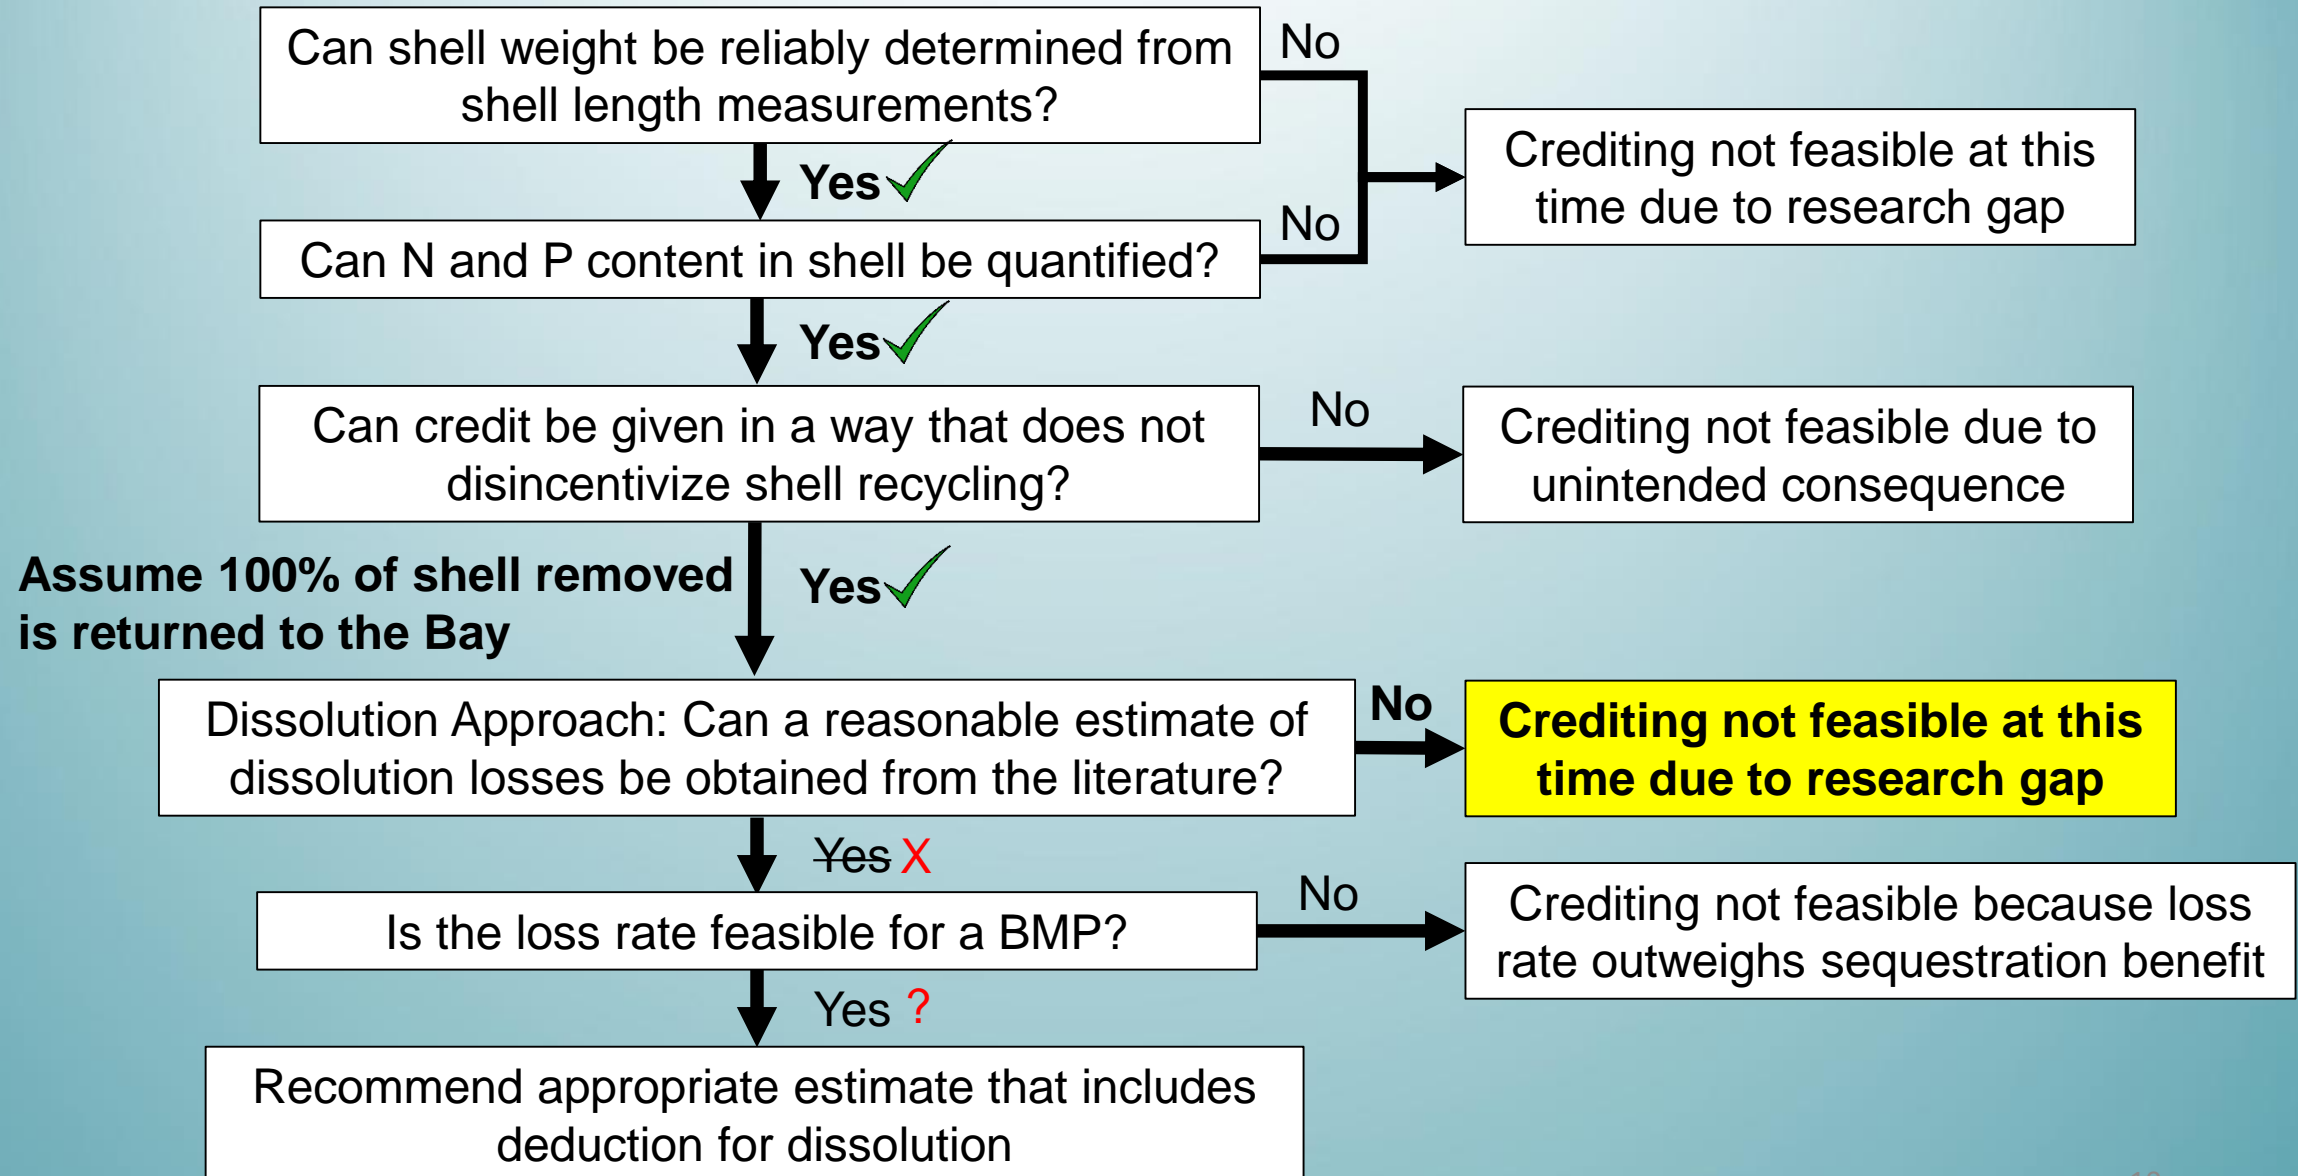 Can shell weight be reliably determined from
shell length measurements?
No
Yes
Crediting not feasible at this
time due to research gap
No
Can N and P content in shell be quantified?
Yes
Can credit be given in a way that does not
disincentivize shell recycling?
No
Crediting not feasible due to
unintended consequence
Assume 100% of shell removed
is returned to the Bay
Yes
Dissolution Approach: Can a reasonable estimate of
dissolution losses be obtained from the literature?
No
Crediting not feasible at this
time due to research gap
Yes X
Is the loss rate feasible for a BMP?
No
Crediting not feasible because loss
rate outweighs sequestration benefit
Yes ?
Recommend appropriate estimate that includes
deduction for dissolution